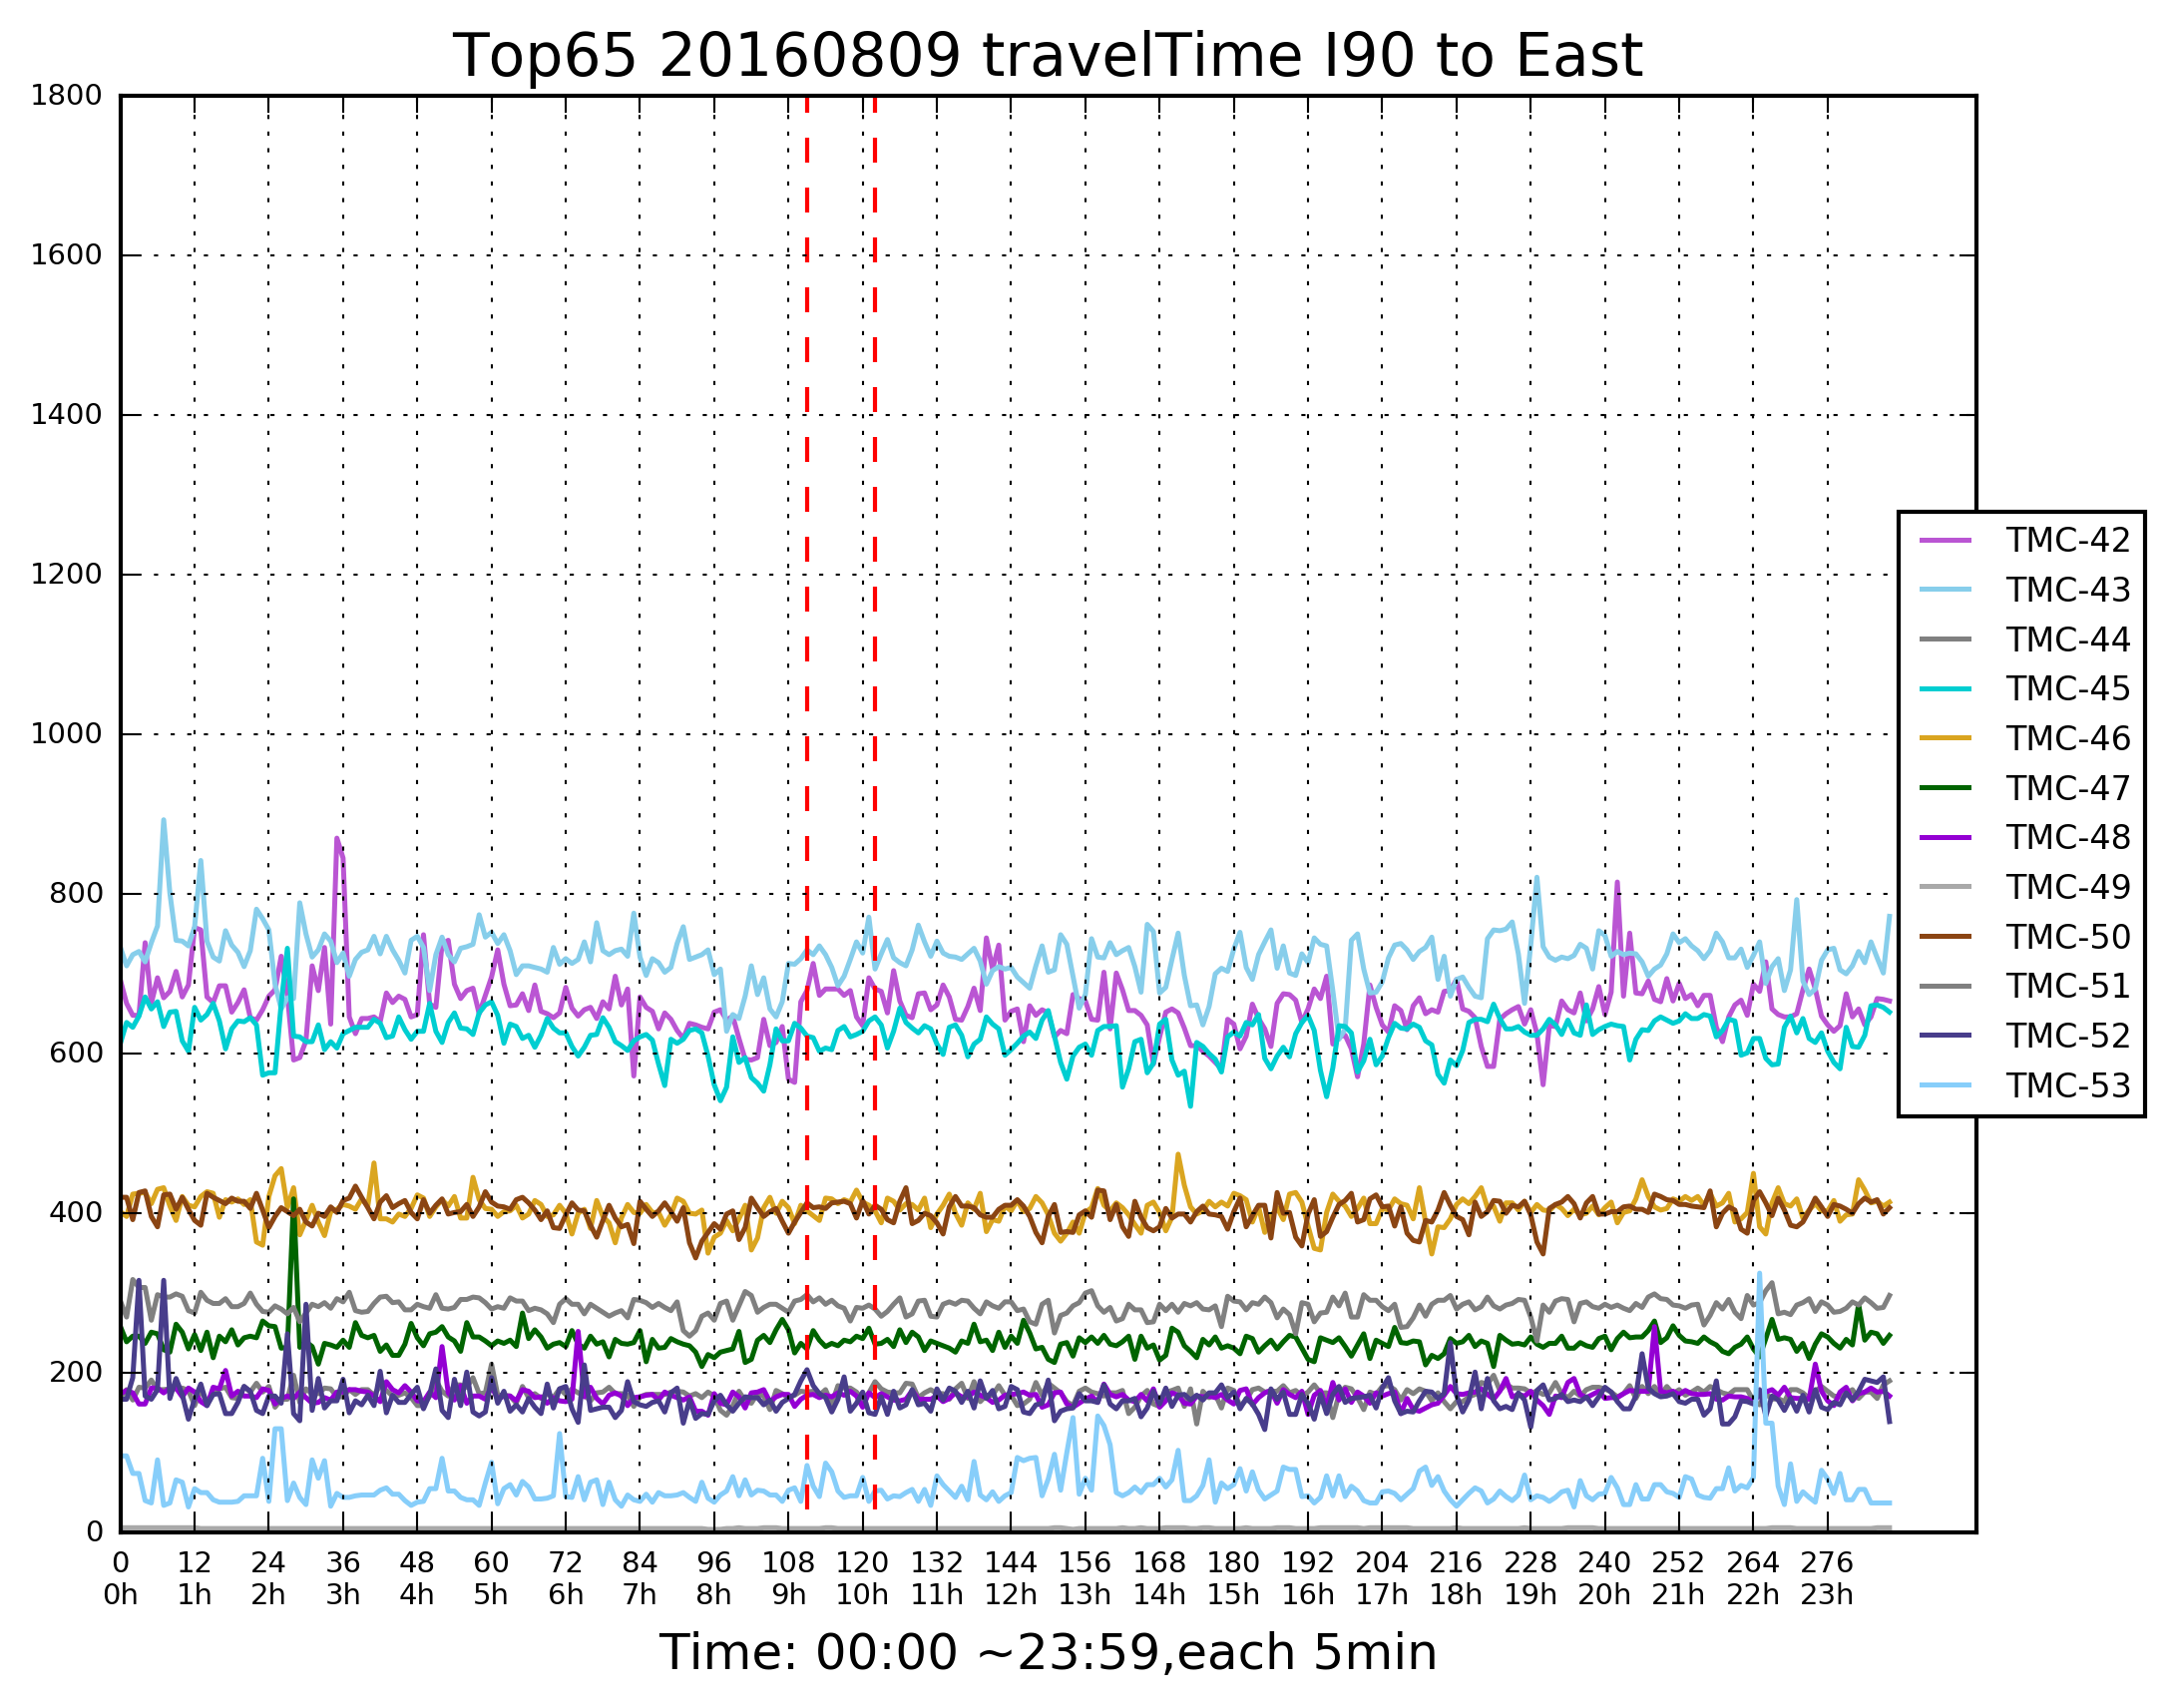 Top65 20160809 travelTime I90 to East
1800
1600
1400
1200
1000
800
600
400
200
0
TMC-42
TMC-43
TMC-44
TMC-45
TMC-46
TMC-47
TMC-48
TMC-49
TMC-50
TMC-51
TMC-52
TMC-53
0 12 24 36 48 60 72 84 96 108 120 132 144 156 168 180 192 204 216 228 240 252 264 276
0h 1h 2h 3h 4h 5h 6h 7h 8h 9h 10h 11h 12h 13h 14h 15h 16h 17h 18h 19h 20h 21h 22h 23h
Time: 00:00 ~23:59,each 5min